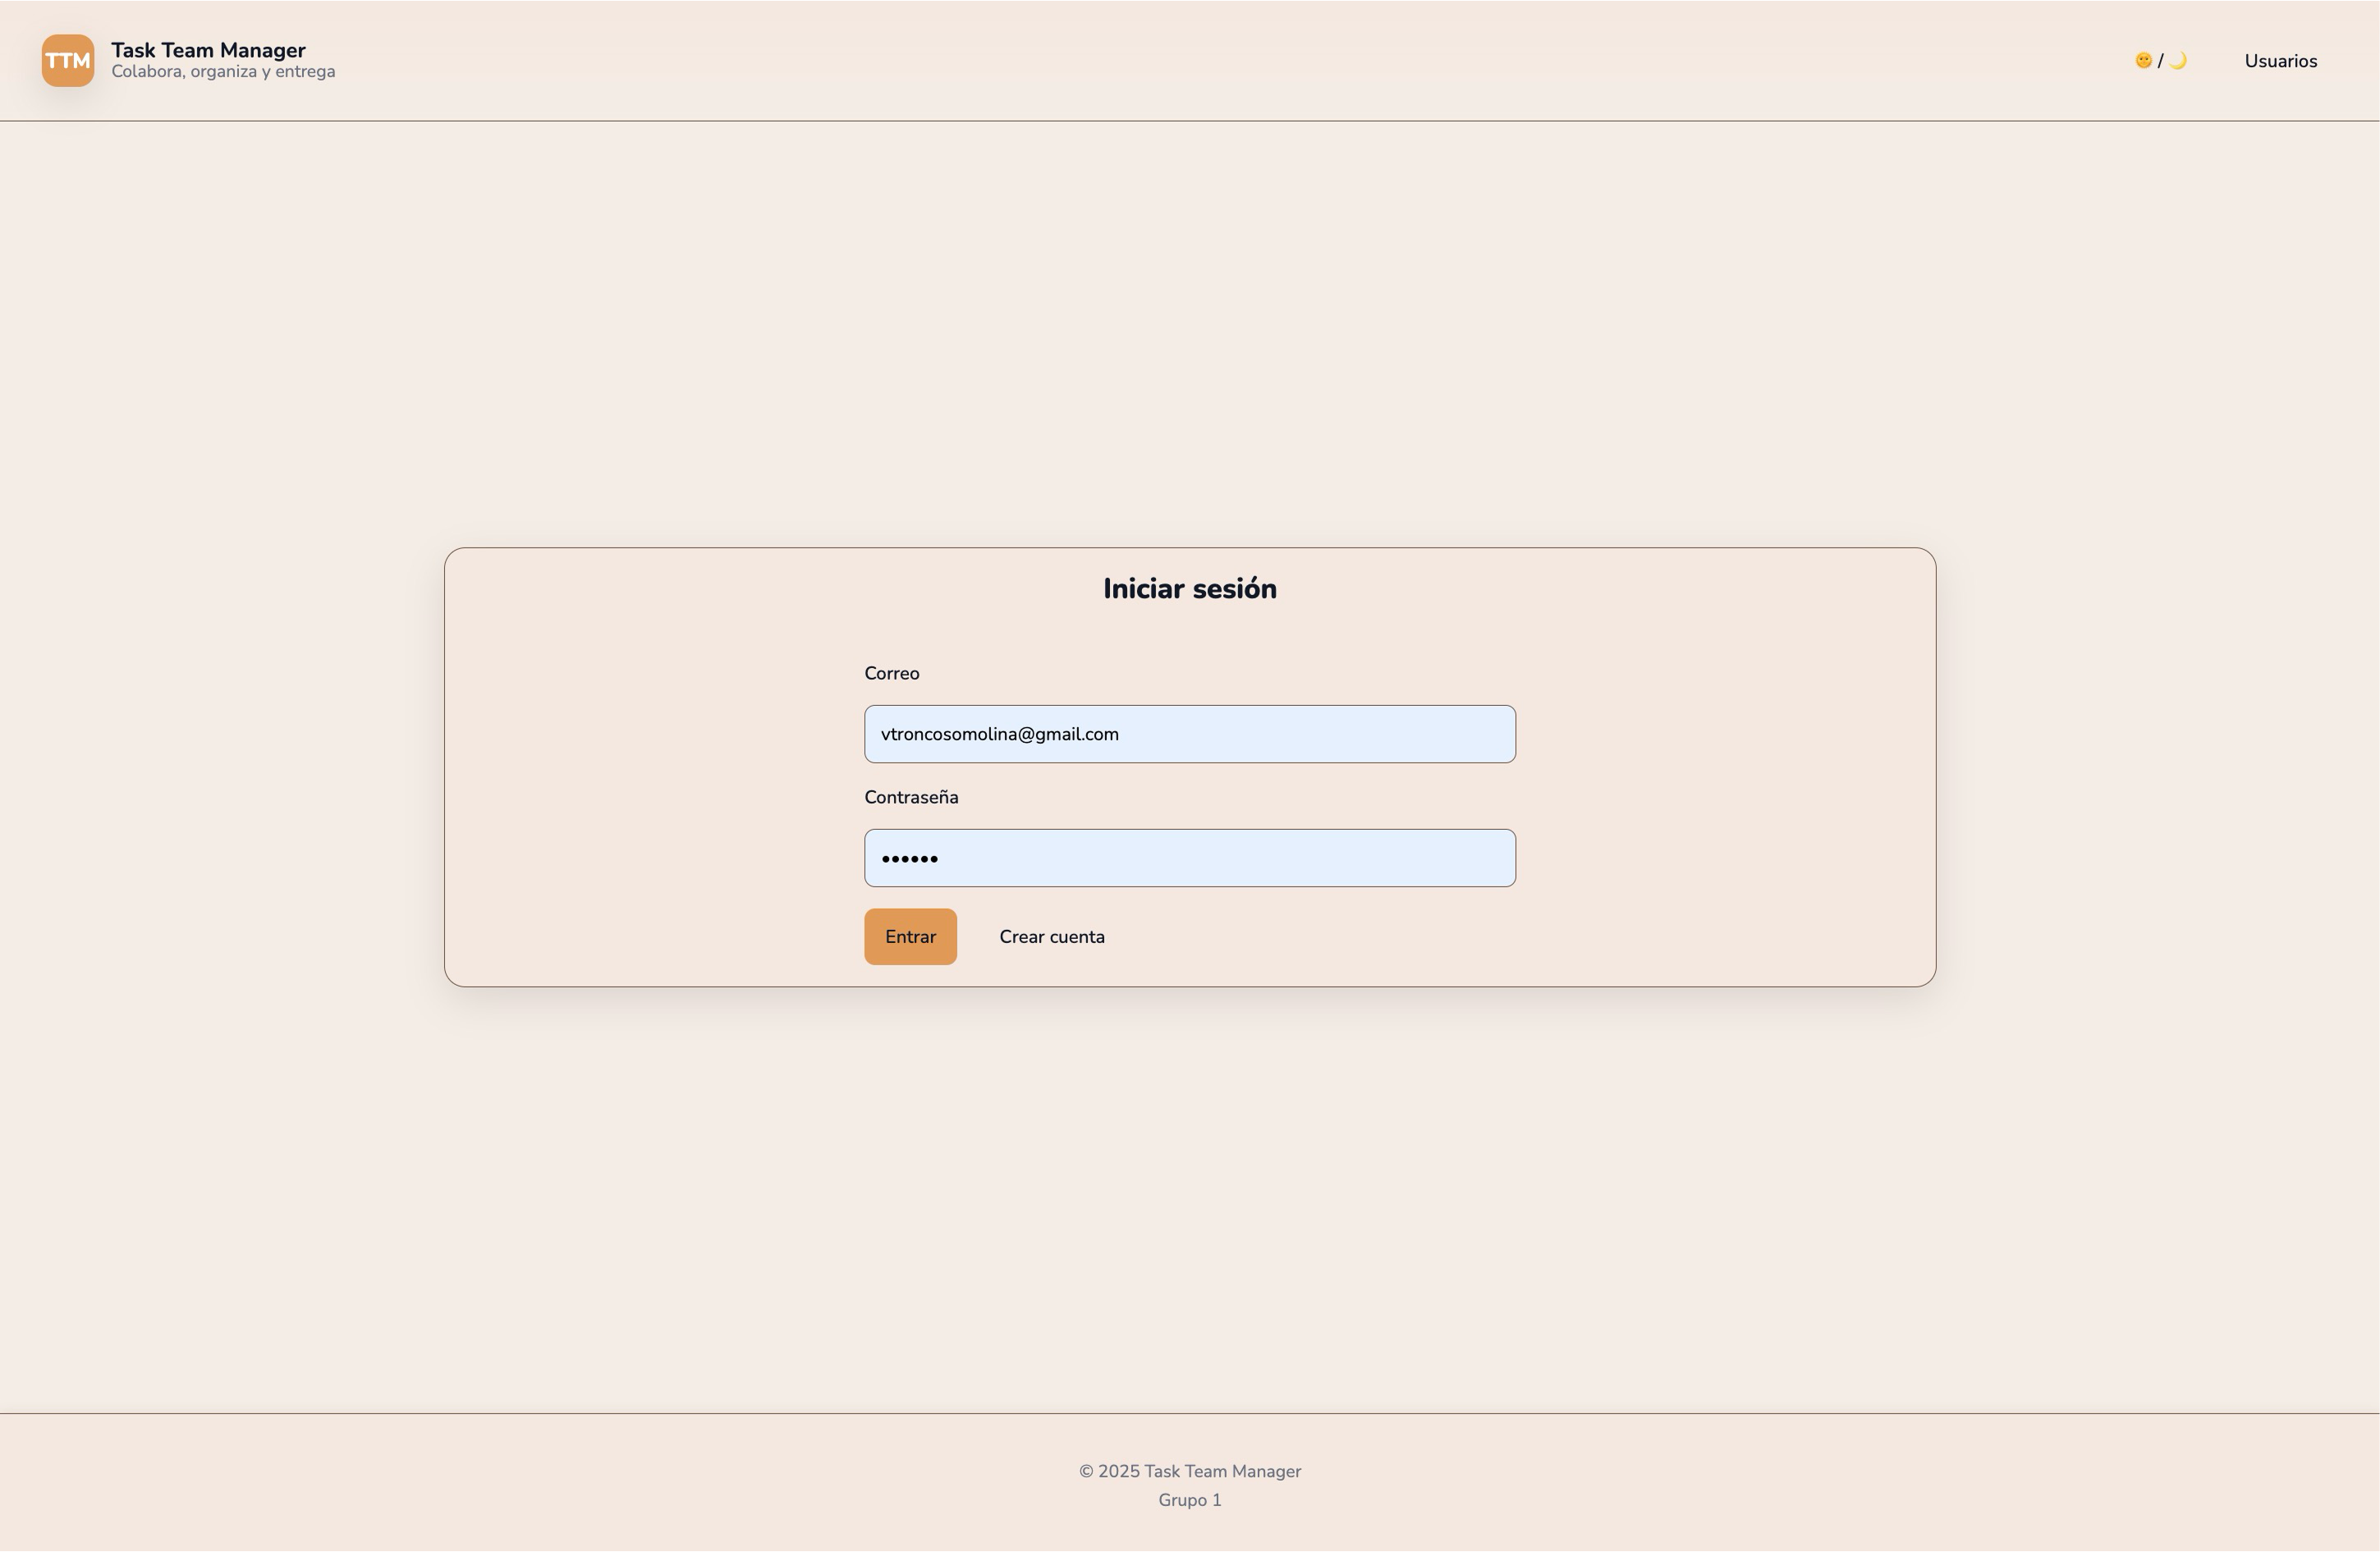 TTM
Task Team Manager
Colabora, organiza y entrega
🌞 / 🌙
Usuarios
Iniciar sesión
Correo
vtroncosomolina@gmail.com
Contraseña
••••••
Entrar
Crear cuenta
© 2025 Task Team Manager
Grupo 1